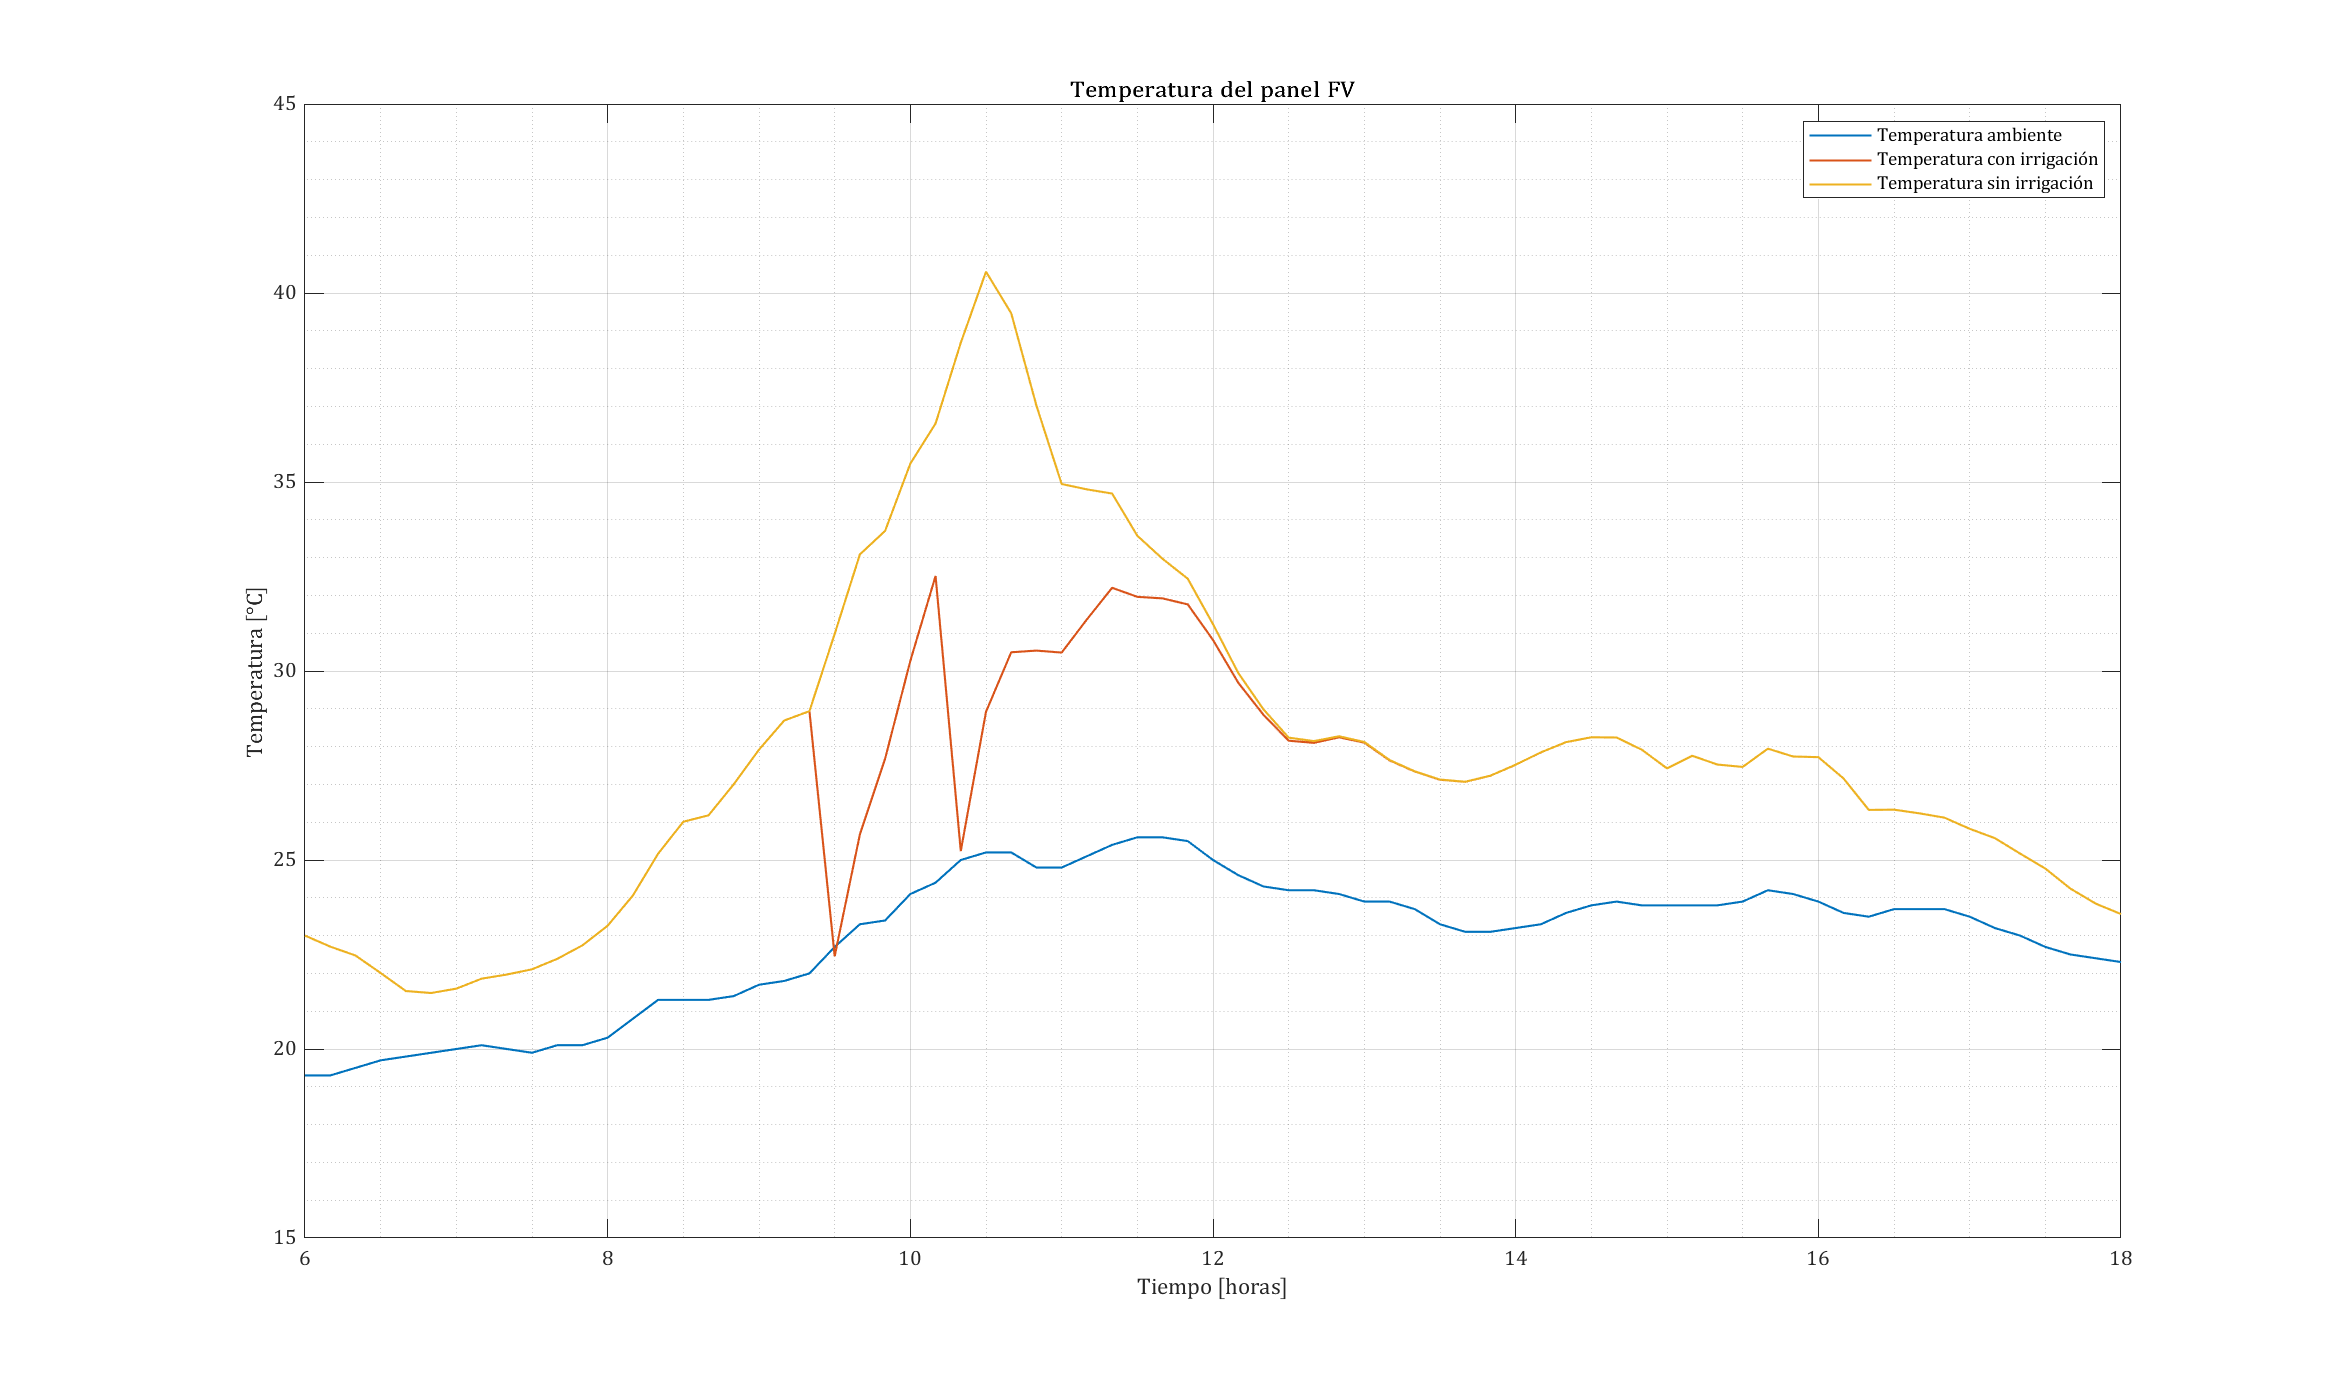 Temperatura del panel FV
Temperatura ambiente
Temperatura con irrigación
Temperatura sin irrigación
45
40
35
30
25
20
15
Temperatura [°C]
6 8 10 12 14 16 18
Tiempo [horas]